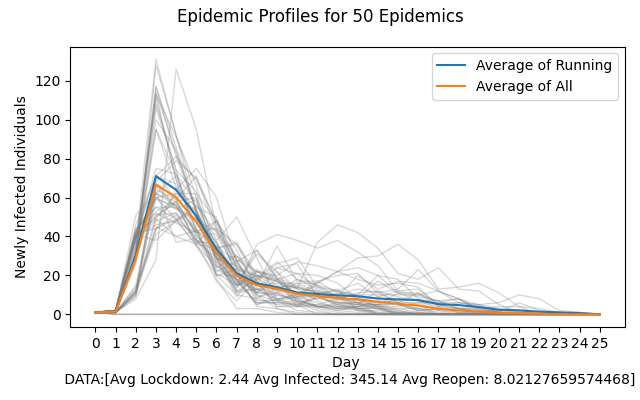 Epidemic Profiles for 50 Epidemics
Average of Running
Average of All
Newly Infected Individuals
120
100
80
60
40
20
0
0 1 2 3 4 5 6 7 8 9 10 11 12 13 14 15 16 17 18 19 20 21 22 23 24 25
Day
DATA:[Avg Lockdown: 2.44 Avg Infected: 345.14 Avg Reopen: 8.02127659574468]